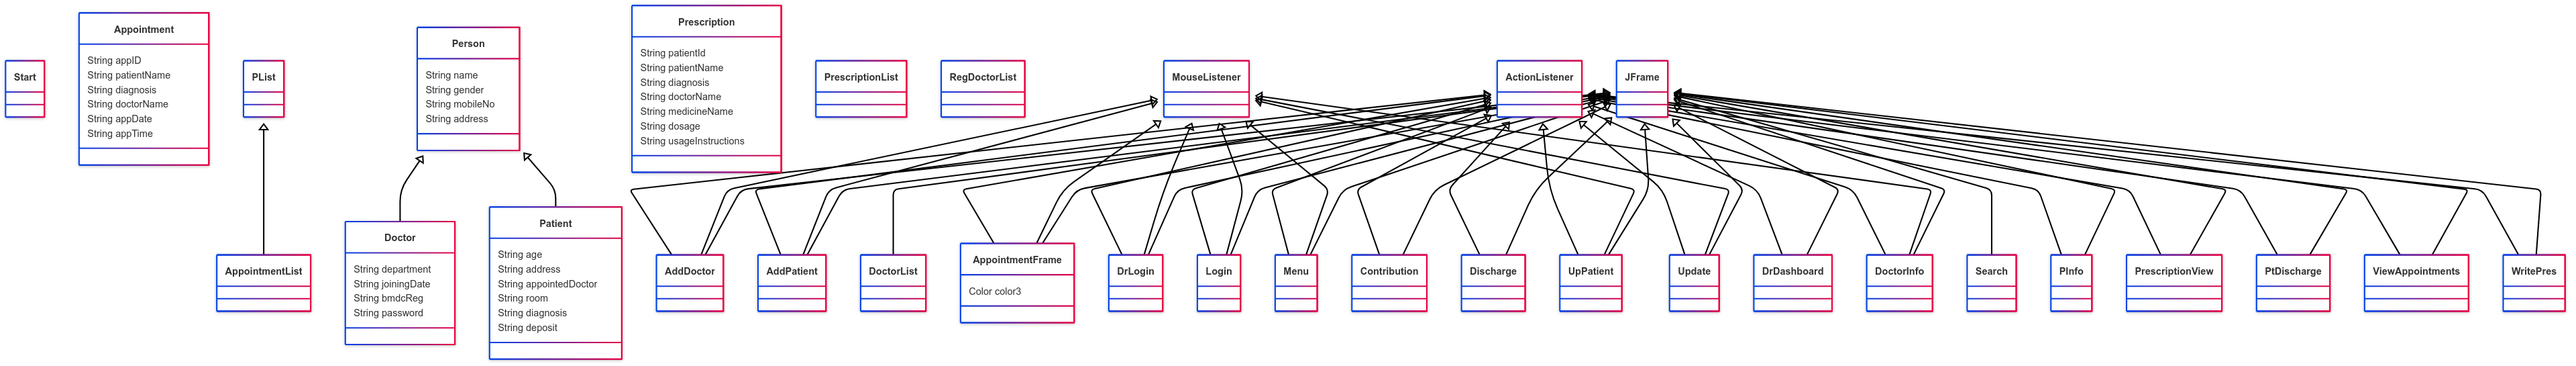 Start
Appointment
String appID
String patientName
String diagnosis
String doctorName
String appDate
String appTime
PList
Person
String name
String gender
String mobileNo
String address
Prescription
String patientId
String patientName
String diagnosis
String doctorName
String medicineName
String dosage
String usageInstructions
PrescriptionList
RegDoctorList
MouseListener
ActionListener
JFrame
AppointmentList
Doctor
String department
String joiningDate
String bmdcReg
String password
Patient
String age
String address
String appointedDoctor
String room
String diagnosis
String deposit
AddDoctor
AddPatient
DoctorList
AppointmentFrame
Color color3
DrLogin
Login
Menu
Contribution
Discharge
UpPatient
Update
DrDashboard
DoctorInfo
Search
PInfo
PrescriptionView
PtDischarge
ViewAppointments
WritePres